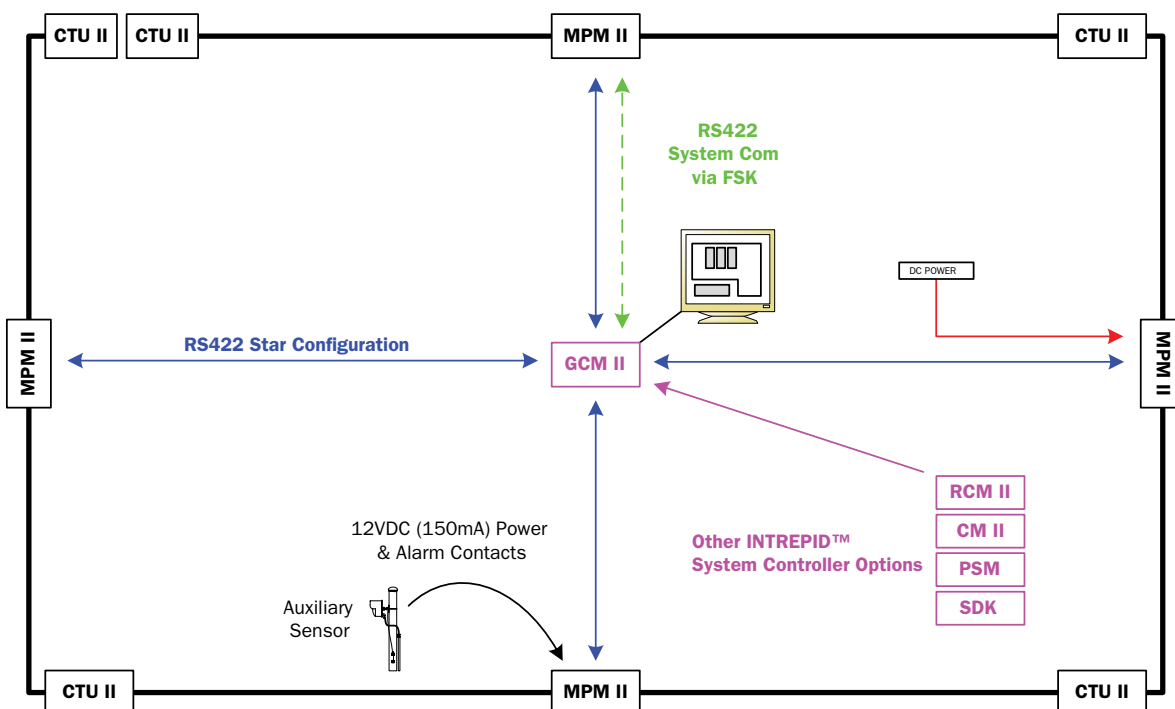 CTU II
CTU II
MPM II
CTU II
RS422
System Com
via FSK
DC POWER
MPM II
RS422 Star Configuration
GCM II
MPM II
RCM II
CM II
PSM
SDK
Other INTREPID™
System Controller Options
12VDC (150mA) Power
& Alarm Contacts
Auxiliary
Sensor
CTU II
MPM II
CTU II